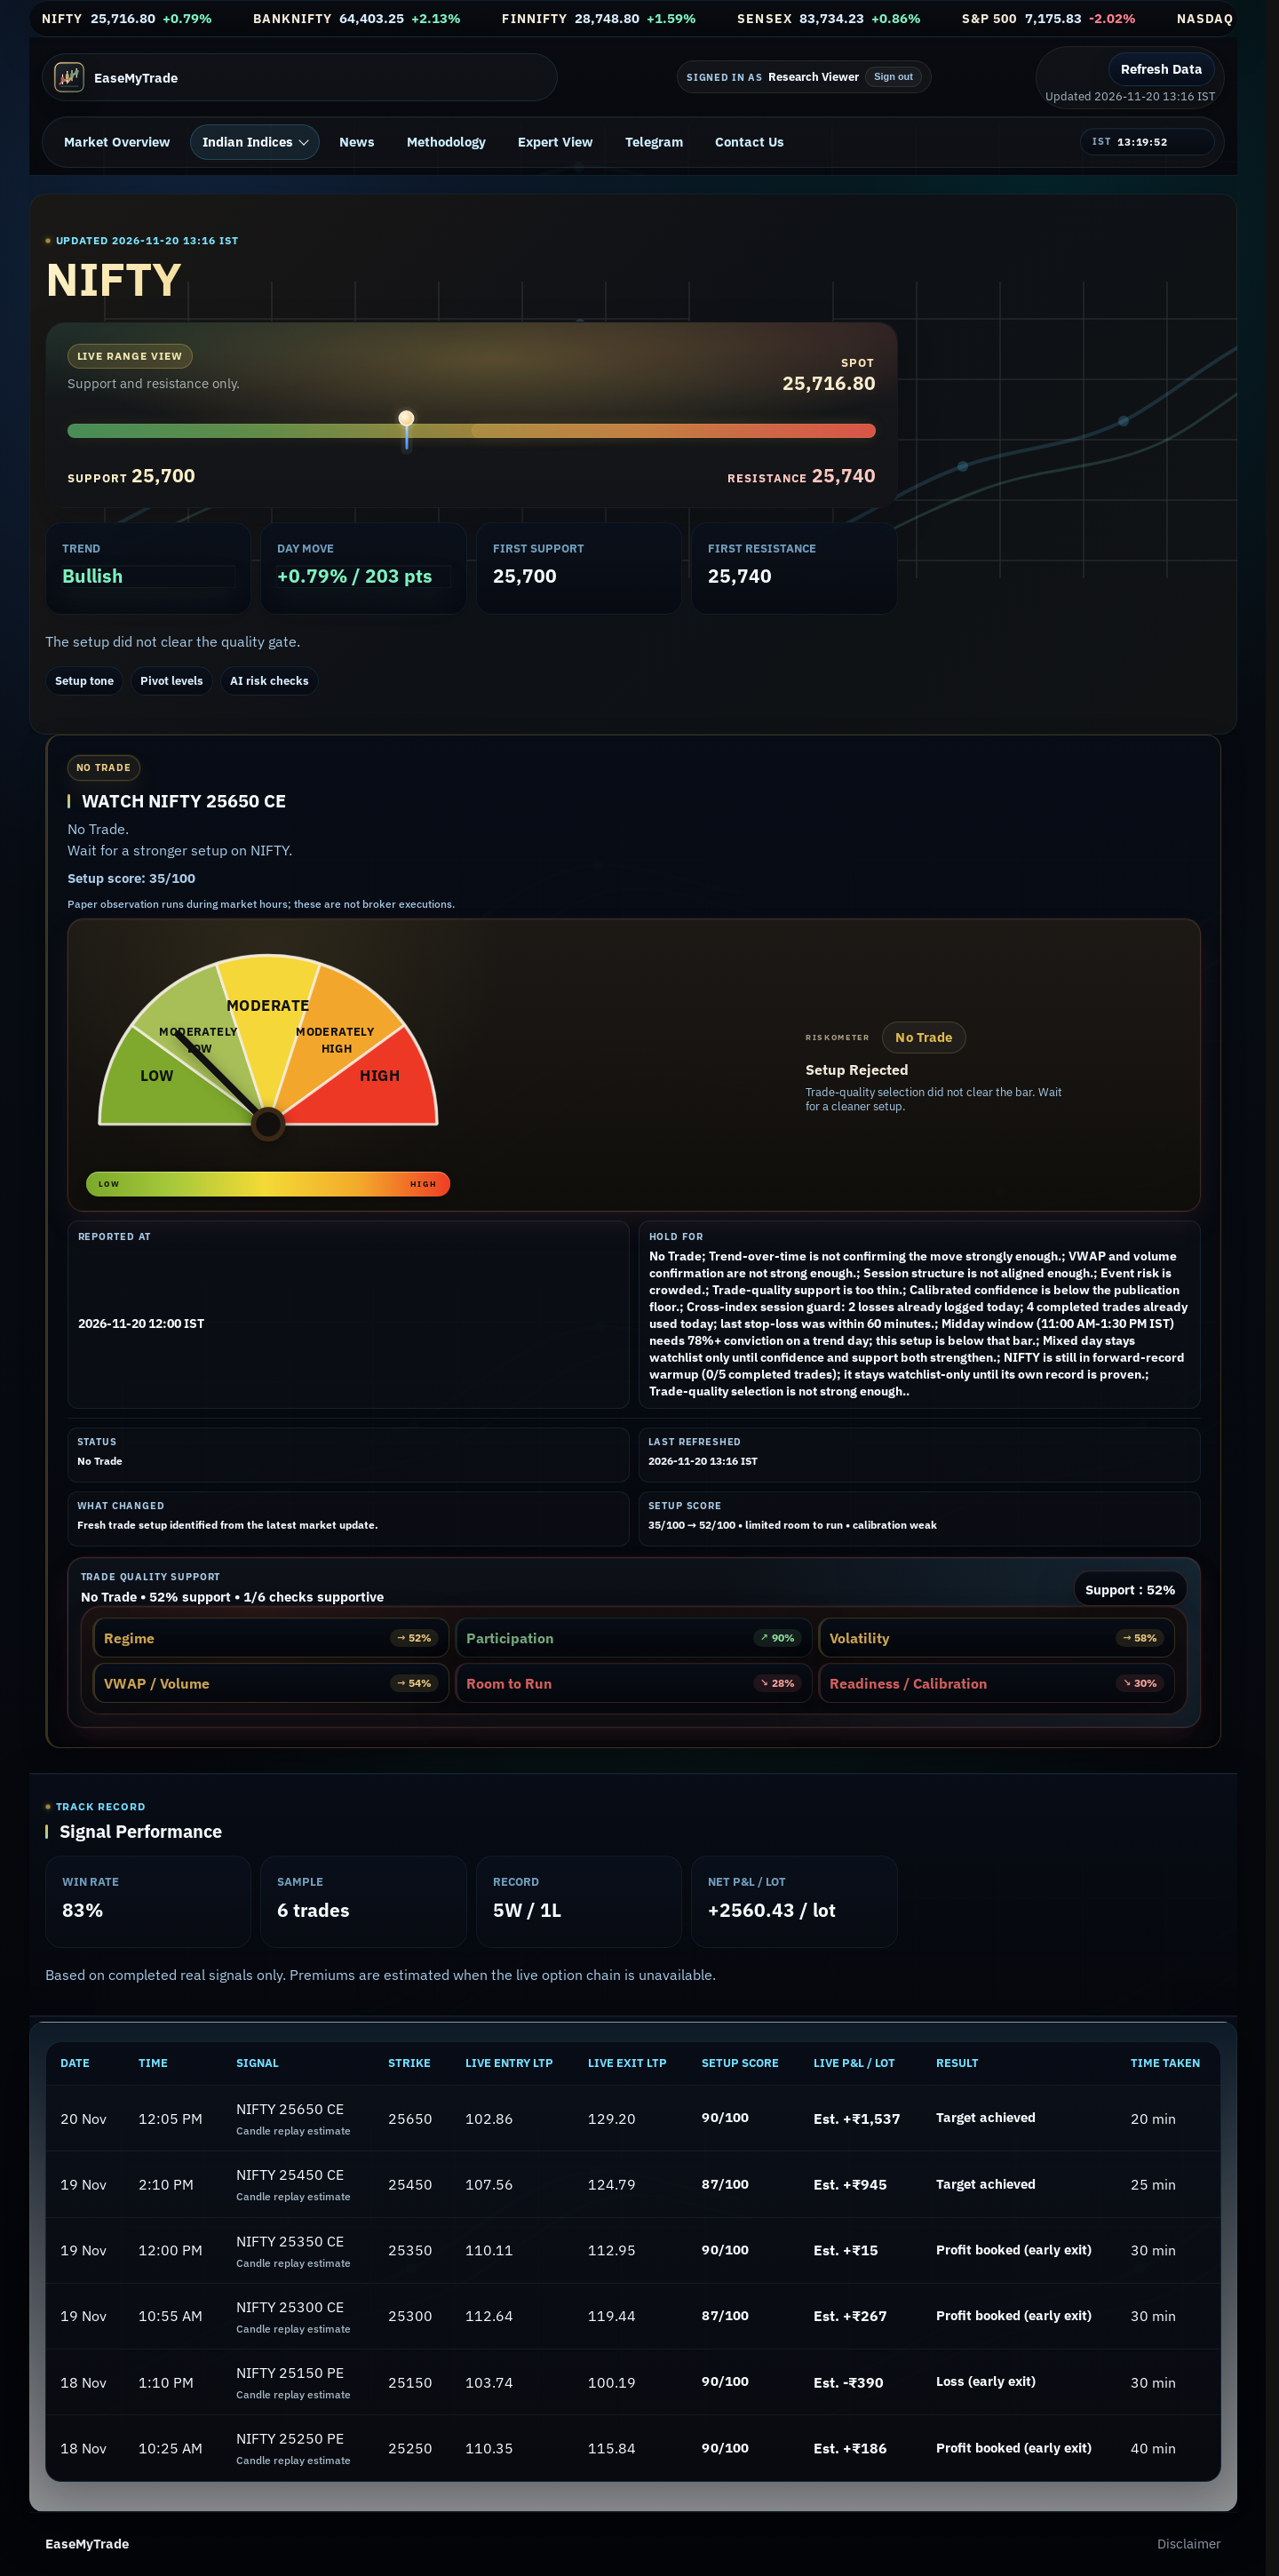 NIFTY 25,716.80 +0.79% BANKNIFTY 64,403.25 +2.13% FINNIFTY 28,748.80 +1.59% SENSEX 83,734.23 +0.86% S&P 500 7,175.83 -2.02% NASDAQ
EaseMyTrade
SIGNED IN AS Research Viewer Sign out
Refresh Data
Updated 2026-11-20 13:16 IST
Market Overview Indian Indices News Methodology Expert View Telegram Contact Us IST 13:19:52
UPDATED 2026-11-20 13:16 IST
NIFTY
LIVE RANGE VIEW
Support and resistance only.
SPOT
25,716.80
SUPPORT 25,700 RESISTANCE 25,740
TREND
Bullish
DAY MOVE
+0.79% / 203 pts
FIRST SUPPORT
25,700
FIRST RESISTANCE
25,740
The setup did not clear the quality gate.
Setup tone Pivot levels AI risk checks
NO TRADE
WATCH NIFTY 25650 CE
No Trade.
Wait for a stronger setup on NIFTY.
Setup score: 35/100
Paper observation runs during market hours; these are not broker executions.
LOW
MODERATELY
LOW
MODERATE
MODERATELY
HIGH
HIGH
LOW HIGH
RISKOMETER No Trade
Setup Rejected
Trade-quality selection did not clear the bar. Wait
for a cleaner setup.
REPORTED AT
2026-11-20 12:00 IST
HOLD FOR
No Trade; Trend-over-time is not confirming the move strongly enough.; VWAP and volume
confirmation are not strong enough.; Session structure is not aligned enough.; Event risk is
crowded.; Trade-quality support is too thin.; Calibrated confidence is below the publication
floor.; Cross-index session guard: 2 losses already logged today; 4 completed trades already
used today; last stop-loss was within 60 minutes.; Midday window (11:00 AM-1:30 PM IST)
needs 78%+ conviction on a trend day; this setup is below that bar.; Mixed day stays
watchlist only until confidence and support both strengthen.; NIFTY is still in forward-record
warmup (0/5 completed trades); it stays watchlist-only until its own record is proven.;
Trade-quality selection is not strong enough..
STATUS
No Trade
LAST REFRESHED
2026-11-20 13:16 IST
WHAT CHANGED
Fresh trade setup identified from the latest market update.
SETUP SCORE
35/100 → 52/100 • limited room to run • calibration weak
TRADE QUALITY SUPPORT
No Trade • 52% support • 1/6 checks supportive
Support : 52%
Regime → 52%
Participation ↗ 90%
Volatility → 58%
VWAP / Volume → 54%
Room to Run ↘ 28%
Readiness / Calibration ↘ 30%
TRACK RECORD
Signal Performance
WIN RATE
83%
SAMPLE
6 trades
RECORD
5W / 1L
NET P&L / LOT
+2560.43 / lot
Based on completed real signals only. Premiums are estimated when the live option chain is unavailable.
DATE TIME SIGNAL STRIKE LIVE ENTRY LTP LIVE EXIT LTP SETUP SCORE LIVE P&L / LOT RESULT TIME TAKEN
20 Nov 12:05 PM NIFTY 25650 CE 25650 102.86 129.20 90/100 Est. +₹1,537 Target achieved 20 min
Candle replay estimate
19 Nov 2:10 PM NIFTY 25450 CE 25450 107.56 124.79 87/100 Est. +₹945 Target achieved 25 min
Candle replay estimate
19 Nov 12:00 PM NIFTY 25350 CE 25350 110.11 112.95 90/100 Est. +₹15 Profit booked (early exit) 30 min
Candle replay estimate
19 Nov 10:55 AM NIFTY 25300 CE 25300 112.64 119.44 87/100 Est. +₹267 Profit booked (early exit) 30 min
Candle replay estimate
18 Nov 1:10 PM NIFTY 25150 PE 25150 103.74 100.19 90/100 Est. -₹390 Loss (early exit) 30 min
Candle replay estimate
18 Nov 10:25 AM NIFTY 25250 PE 25250 110.35 115.84 90/100 Est. +₹186 Profit booked (early exit) 40 min
Candle replay estimate
EaseMyTrade Disclaimer